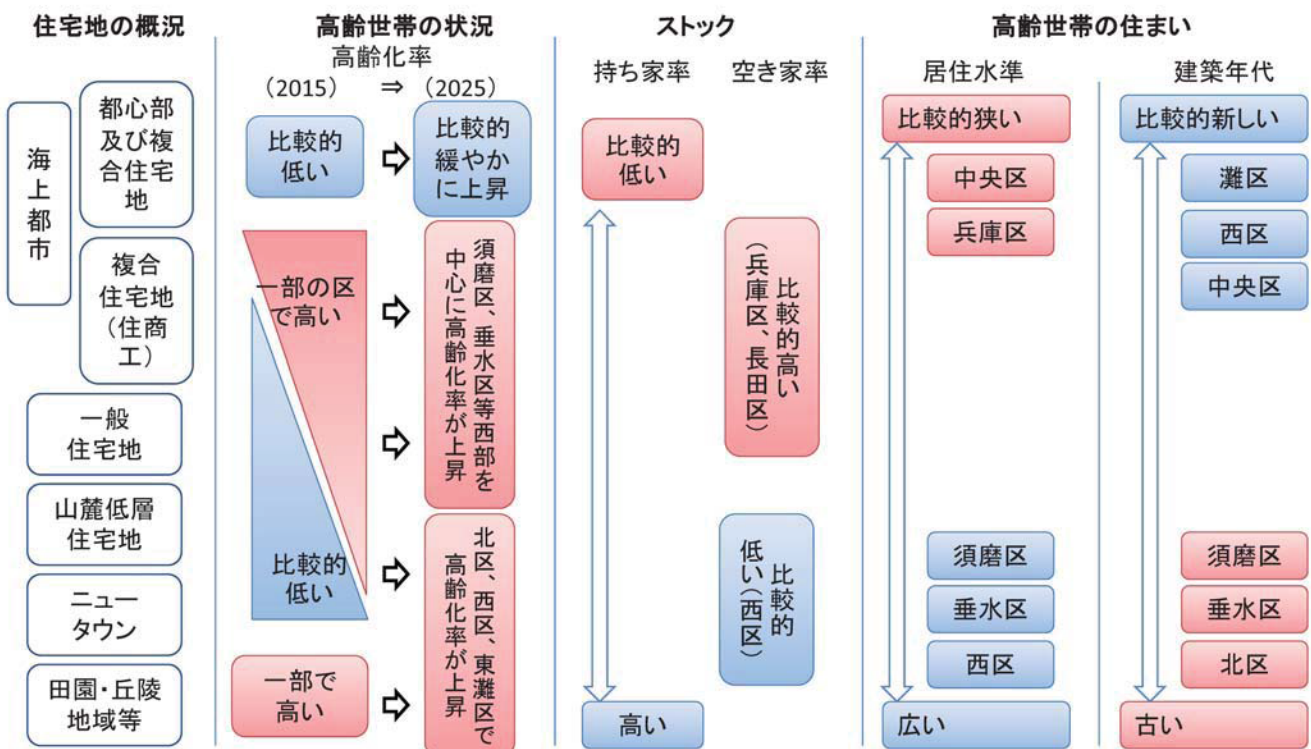 住宅地の概況
海上都市
都心部
及び複
合住宅
地
複合
住宅地
（住商
工）
一般
住宅地
山麓低層
住宅地
ニュー
タウン
田園・丘陵
地域等
高齢世帯の状況
高齢化率
（2015） ⇒ （2025）
比較的
低い
比較的
緩やか
に上昇
一部の区
で高い
比較的
低い
須磨区、垂水区等西部を
中心に高齢化率が上昇
一部で
高い
北区、西区、東灘区で
高齢化率が上昇
ストック
持ち家率
空き家率
比較的
低い
高い
比較的高い
（兵庫区、長田区）
比較的
低い（西区）
高齢世帯の住まい
居住水準
比較的狭い
中央区
兵庫区
須磨区
垂水区
西区
広い
建築年代
比較的新しい
灘区
西区
中央区
須磨区
垂水区
北区
古い